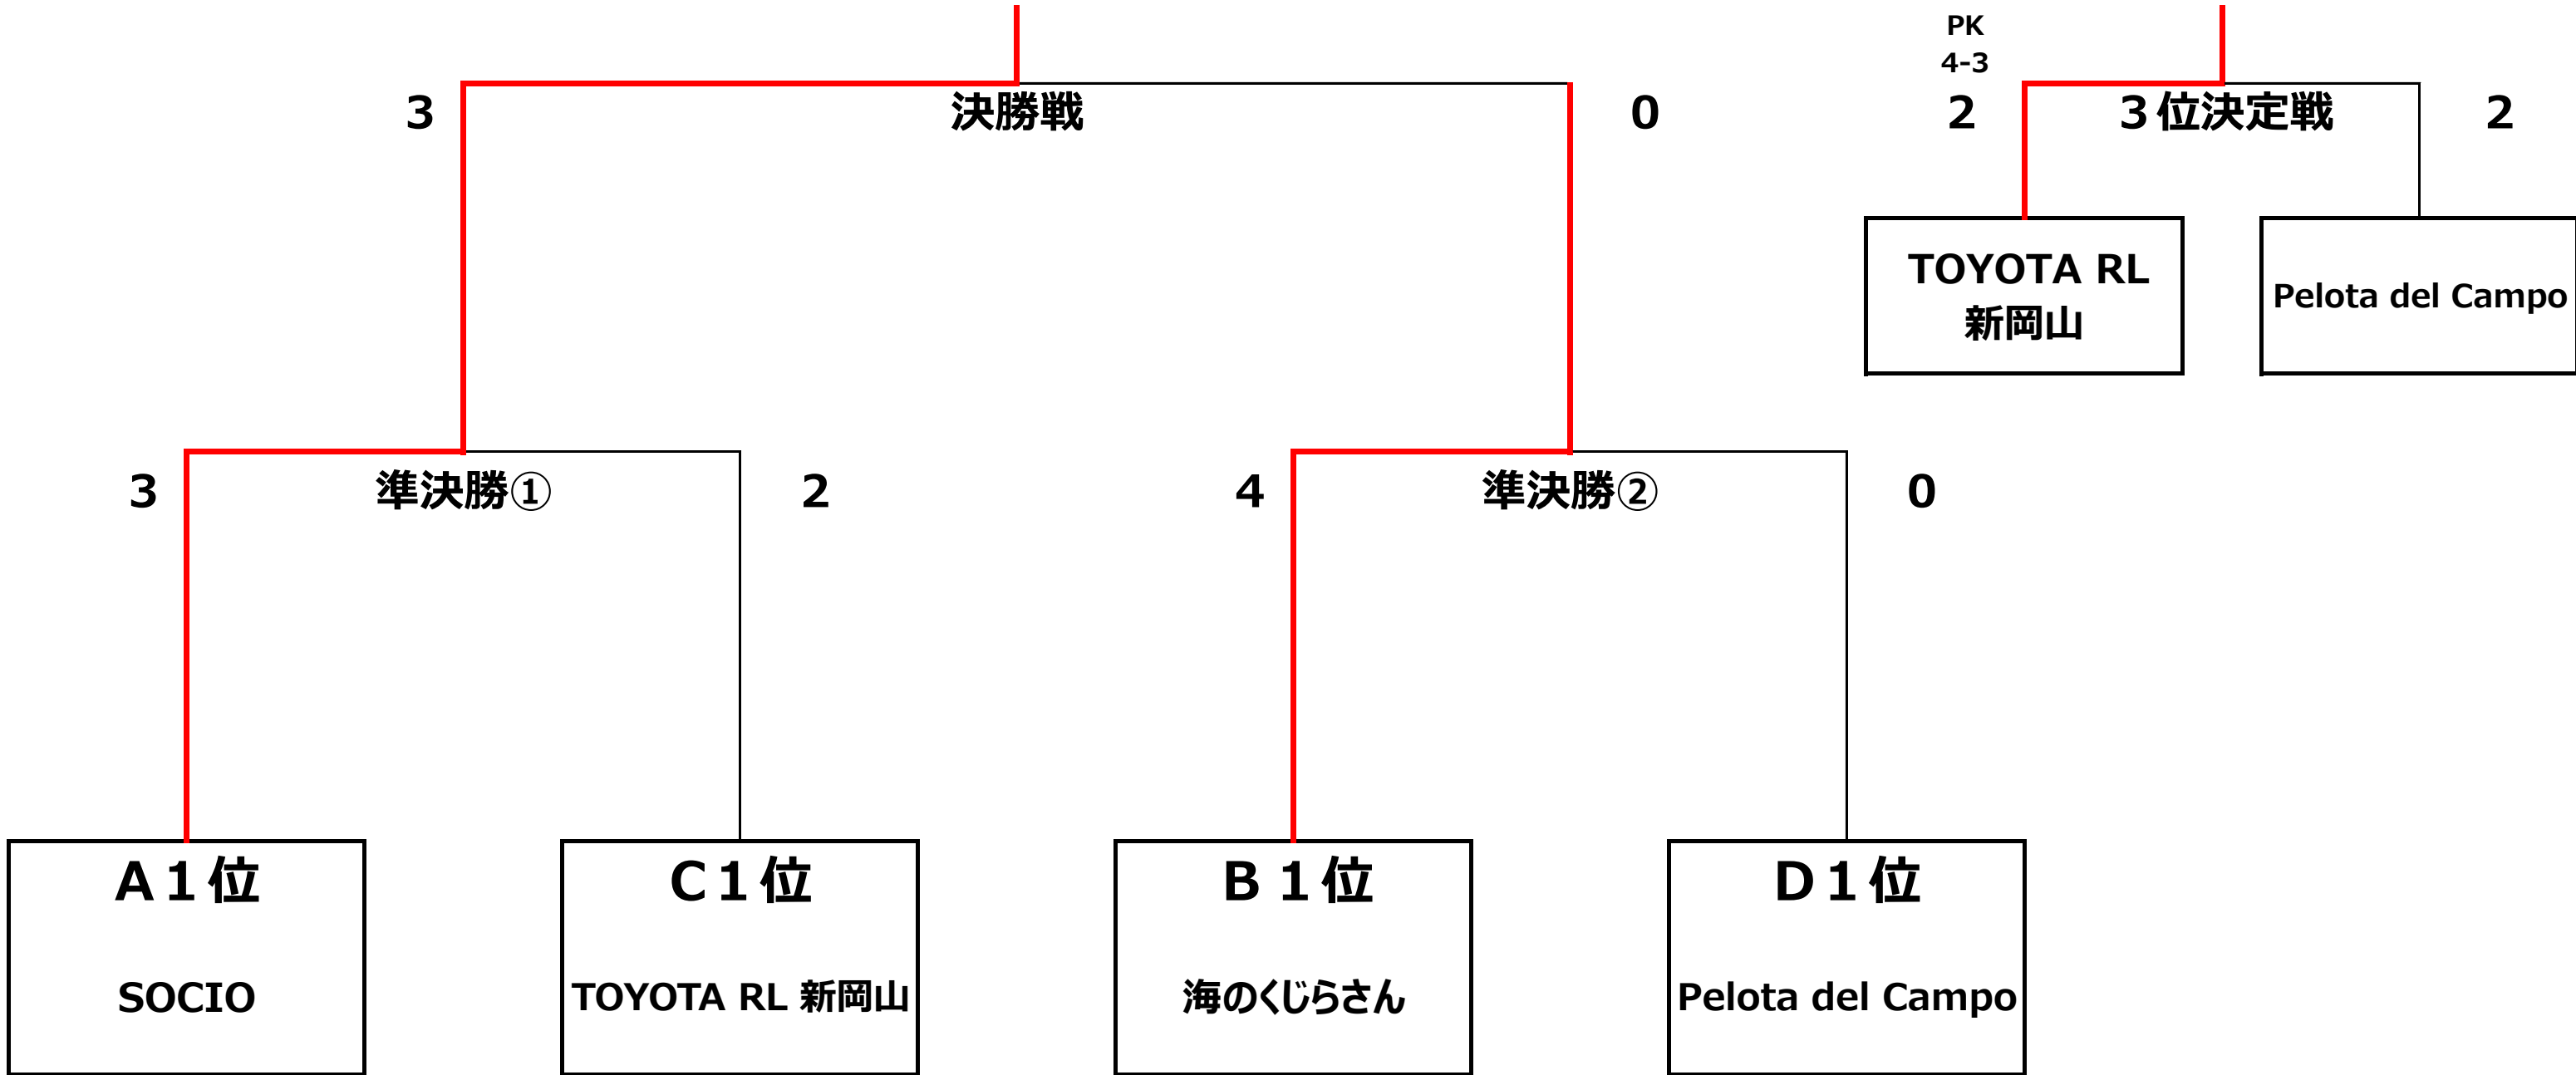 PK
4-3
3
決勝戦
0
2
３位決定戦
2
TOYOTA RL
新岡山
Pelota del Campo
3
準決勝①
2
4
準決勝②
0
A１位
C１位
B１位
D１位
SOCIO
TOYOTA RL 新岡山
海のくじらさん
Pelota del Campo